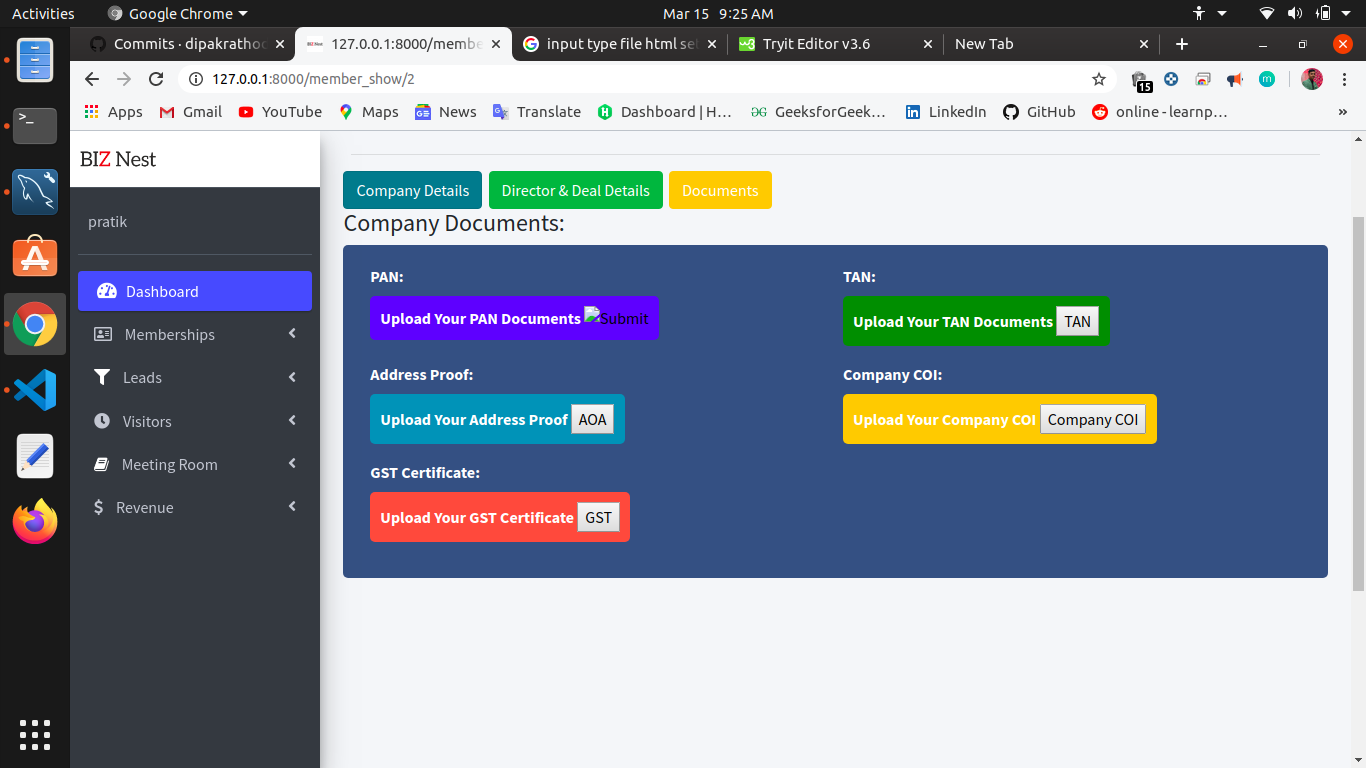 Activities Google Chrome Mar 15 9:25 AM
Commits · dipakratho 127.0.0.1:8000/membe input type file html se Tryit Editor v3.6 New Tab
127.0.0.1:8000/member_show/2 15 m
Apps Gmail YouTube Maps News Translate Dashboard | H... GeeksforGeek... LinkedIn GitHub online - learnp... »
BIZ Nest
pratik
Dashboard
Memberships
Leads
Visitors
Meeting Room
Revenue
Company Details Director & Deal Details Documents
Company Documents:
PAN: TAN:
Upload Your PAN Documents Submit Upload Your TAN Documents TAN
Address Proof: Company COI:
Upload Your Address Proof AOA Upload Your Company COI Company COI
GST Certificate:
Upload Your GST Certificate GST